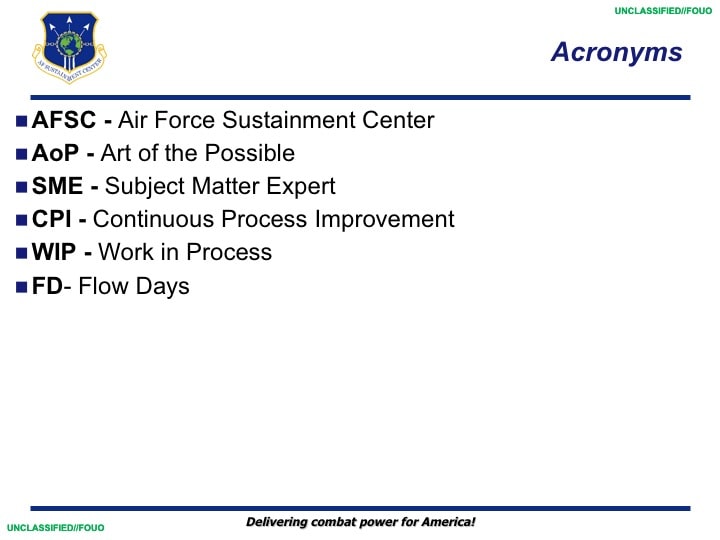 UNCLASSIFIED//FOUO
AF SUSTAINMENT CENTER
Acronyms
AFSC - Air Force Sustainment Center
AoP - Art of the Possible
SME - Subject Matter Expert
CPI - Continuous Process Improvement
WIP - Work in Process
FD- Flow Days
Delivering combat power for America!
UNCLASSIFIED//FOUO